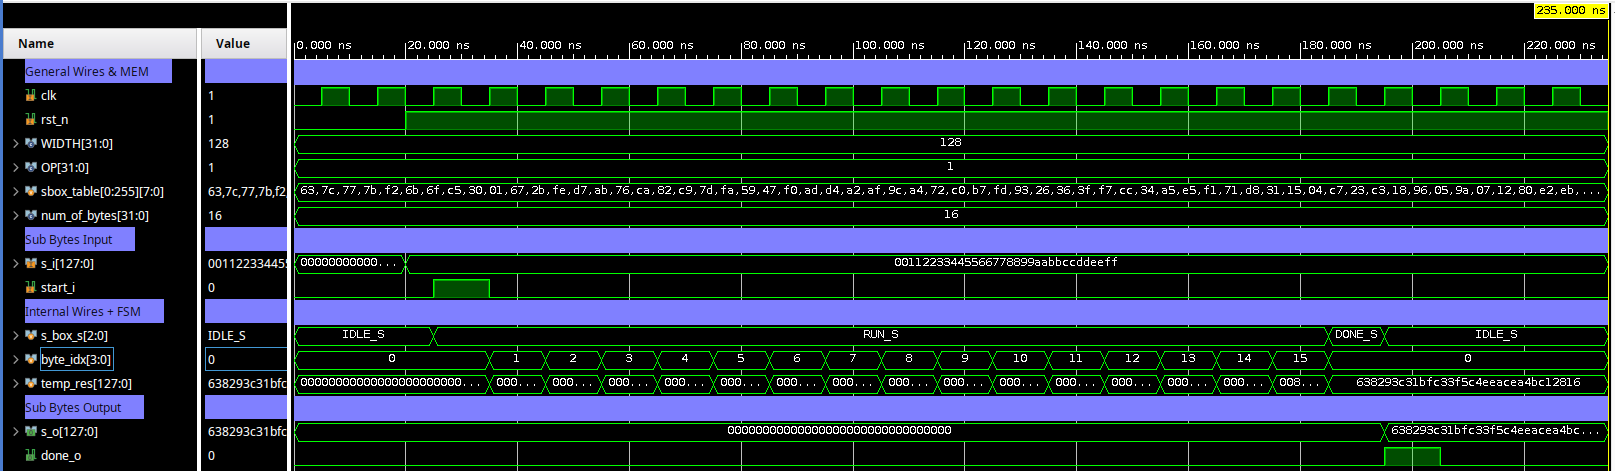 235.000 ns
Name Value 0.000 ns 20.000 ns 40.000 ns 60.000 ns 80.000 ns 100.000 ns 120.000 ns 140.000 ns 160.000 ns 180.000 ns 200.000 ns 220.000 ns
General Wires & MEM
clk 1
rst_n 1
WIDTH[31:0] 128 128
OP[31:0] 1 1
sbox_table[0:255][7:0] 63,7c,77,7b,f2, 63,7c,77,7b,f2,6b,6f,c5,30,01,67,2b,fe,d7,ab,76,ca,82,c9,7d,fa,59,47,f0,ad,d4,a2,af,9c,a4,72,c0,b7,fd,93,26,36,3f,f7,cc,34,a5,e5,f1,71,d8,31,15,04,c7,23,c3,18,96,05,9a,07,12,80,e2,eb,...
num_of_bytes[31:0] 16 16
Sub Bytes Input
s_i[127:0] 00112233445 00000000000... 00112233445566778899aabbccddeeff
start_i 0
Internal Wires + FSM
s_box_s[2:0] IDLE_S IDLE_S RUN_S DONE_S IDLE_S
byte_idx[3:0] 0 0 1 2 3 4 5 6 7 8 9 10 11 12 13 14 15 0
temp_res[127:0] 638293c31bfc 00000000000000000000000... 000... 000... 000... 000... 000... 000... 000... 000... 000... 000... 000... 000... 000... 000... 008... 638293c31bfc33f5c4eeacea4bc12816
Sub Bytes Output
s_o[127:0] 638293c31bfc 00000000000000000000000000000000 638293c31bfc33f5c4eeacea4bc...
done_o 0